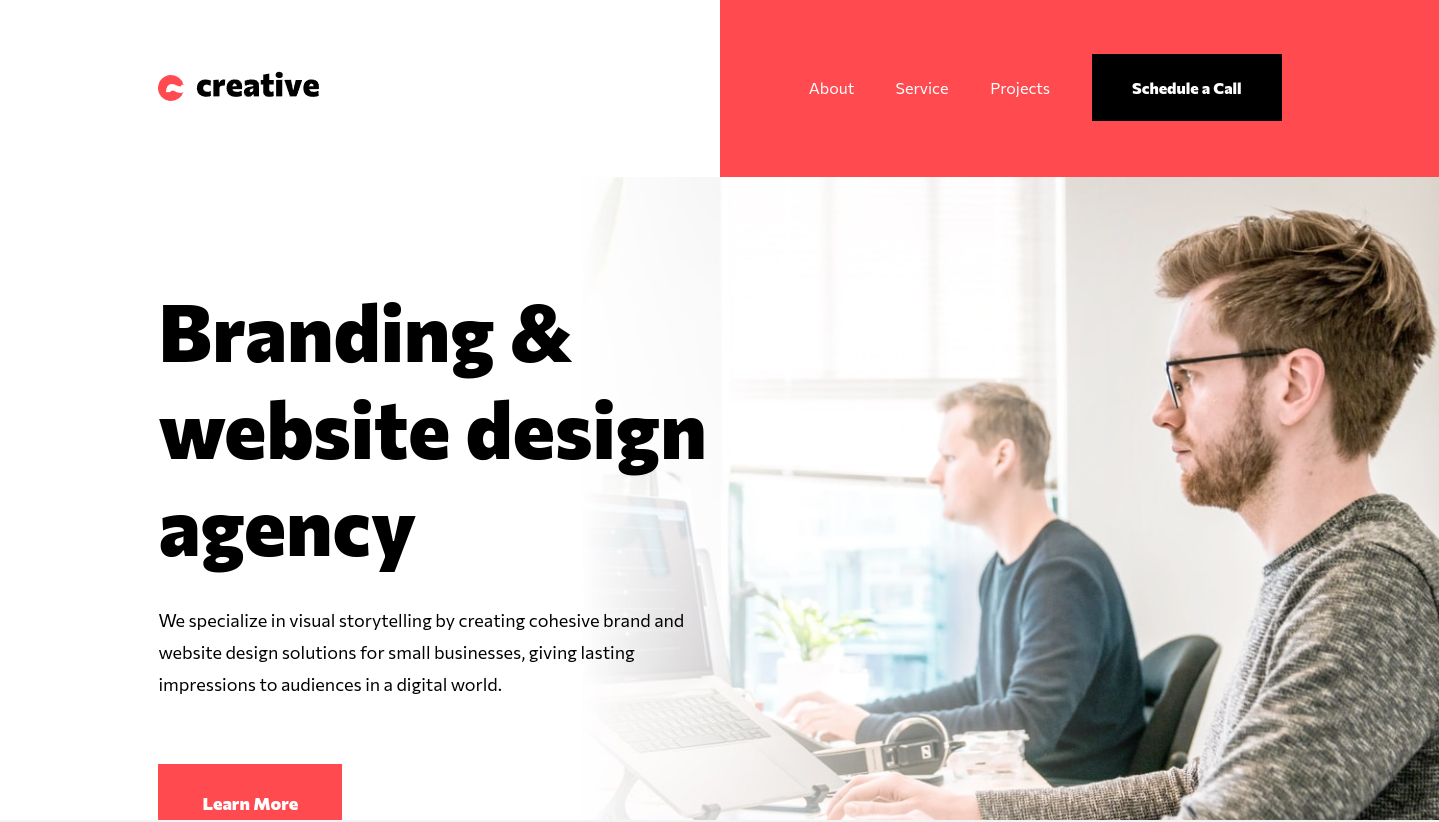 creative
About
Service
Projects
Schedule a Call
Branding &
website design
agency
We specialize in visual storytelling by creating cohesive brand and
website design solutions for small businesses, giving lasting
impressions to audiences in a digital world.
Learn More